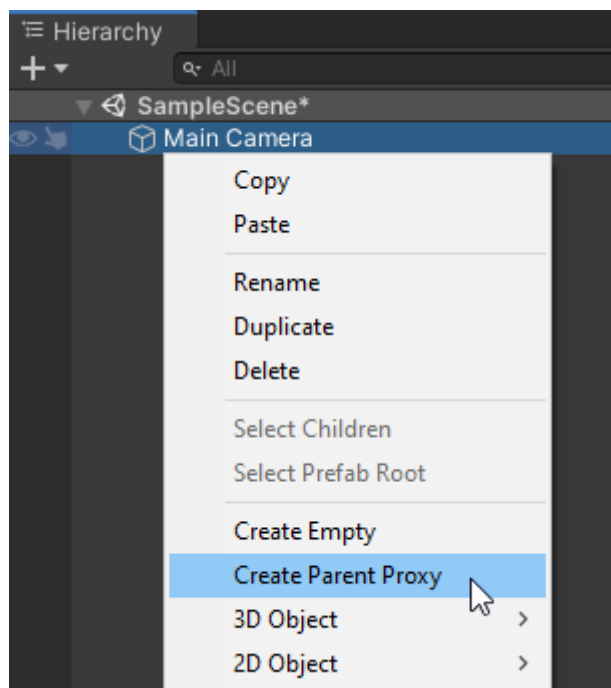 Hierarchy
All
SampleScene*
Main Camera
Copy
Paste
Rename
Duplicate
Delete
Select Children
Select Prefab Root
Create Empty
Create Parent Proxy
3D Object
2D Object